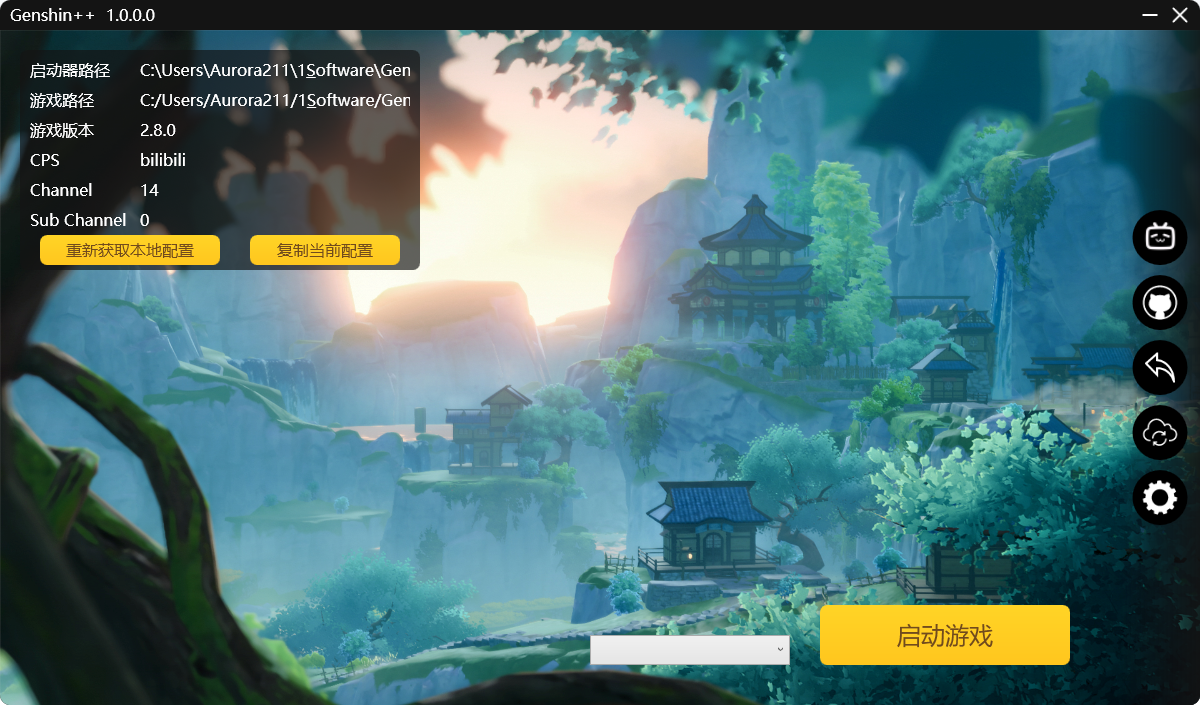 Genshin++ 1.0.0.0
启动器路径 C:\Users\Aurora211\1Software\Gen
游戏路径 C:/Users/Aurora211/1Software/Gen
游戏版本 2.8.0
CPS bilibili
Channel 14
Sub Channel 0
重新获取本地配置 复制当前配置
启动游戏